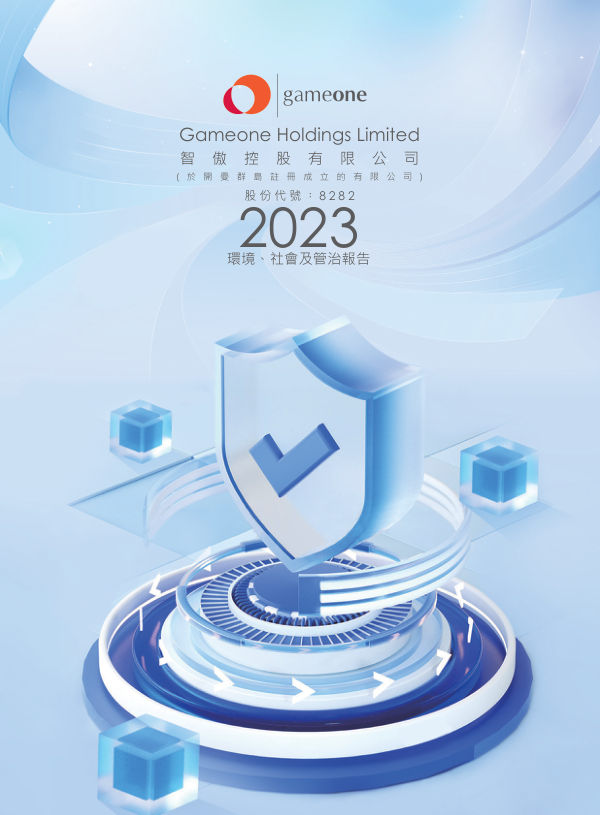 gameone
Gameone Holdings Limited
智傲控股有限公司
(於開曼群島註冊成立的有限公司)
股份代號：8282
2023
環境、社會及管治報告